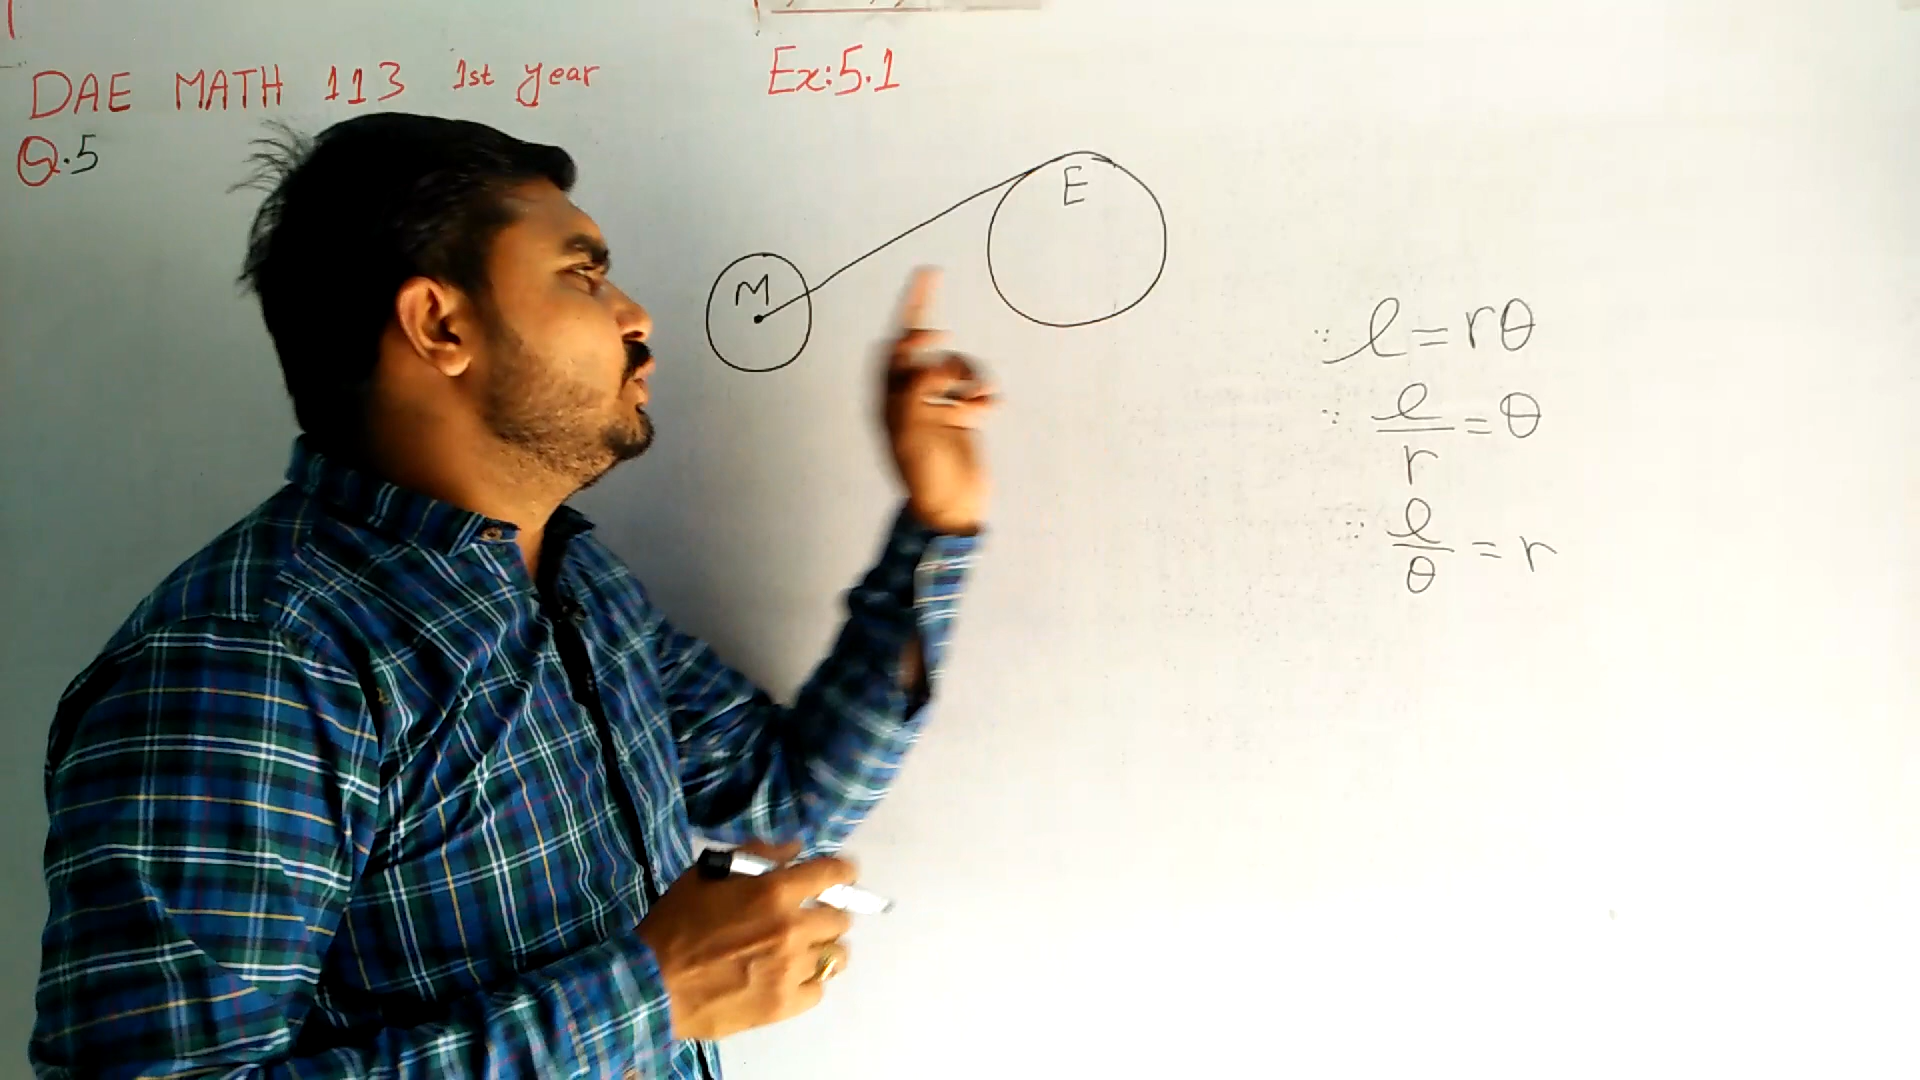 DAE MATH 113 1st year
Ex:5.1
Q.5
M
E
∵ l = rθ
∵ l/r = θ
∵ l/θ = r